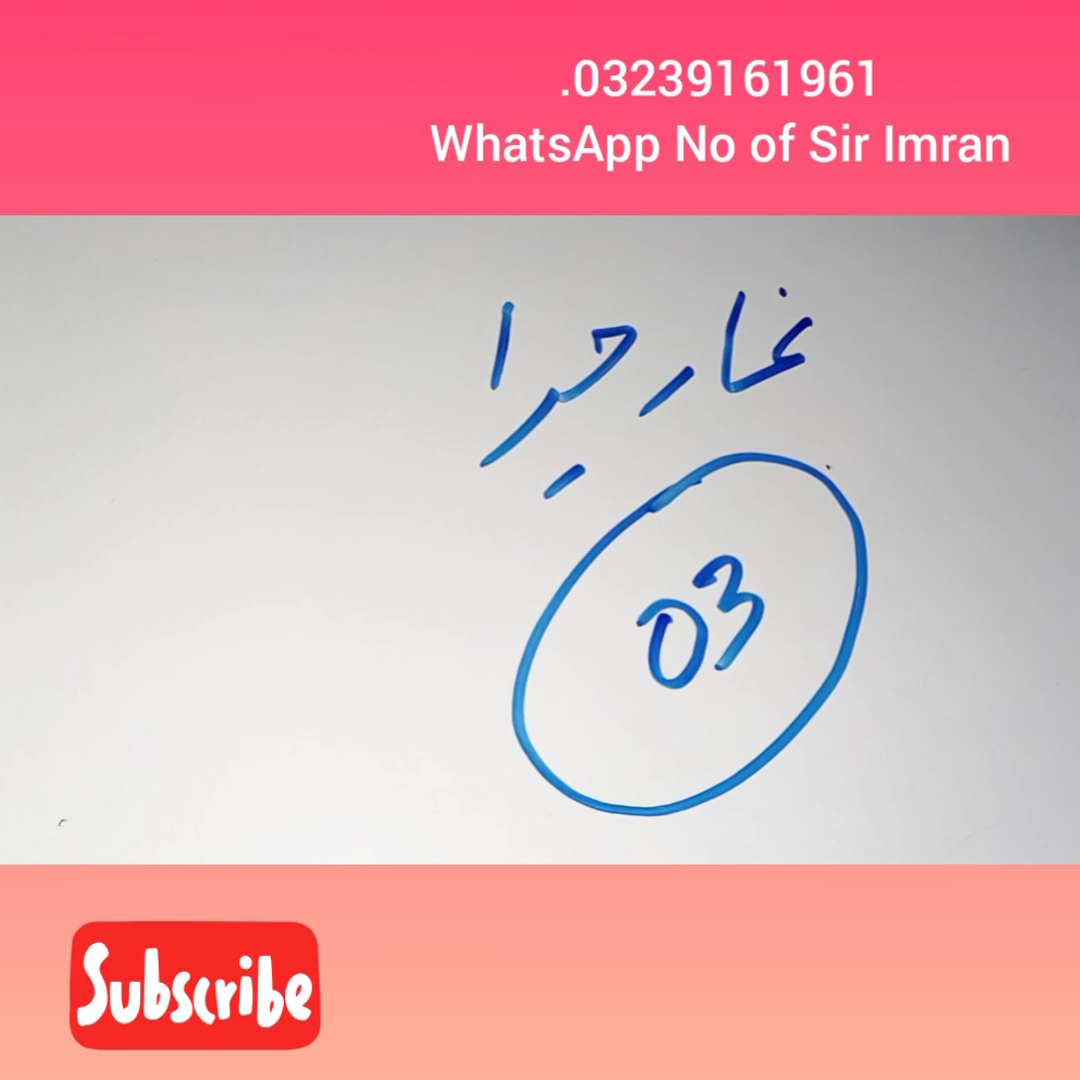 .03239161961
WhatsApp No of Sir Imran
غار حرا
03
Subscribe